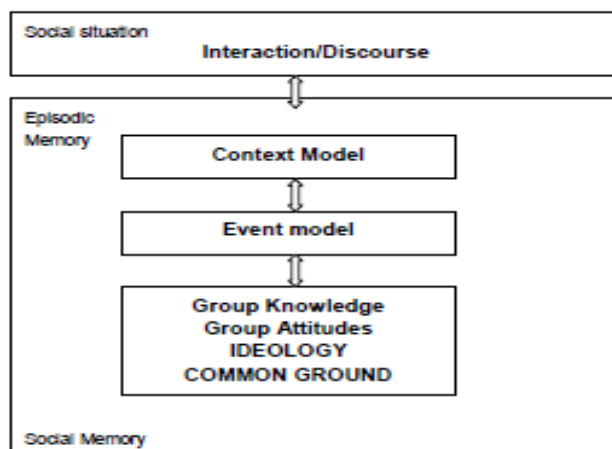 Social situation
Interaction/Discourse
Episodic
Memory
Context Model
Event model
Group Knowledge
Group Attitudes
IDEOLOGY
COMMON GROUND
Social Memory